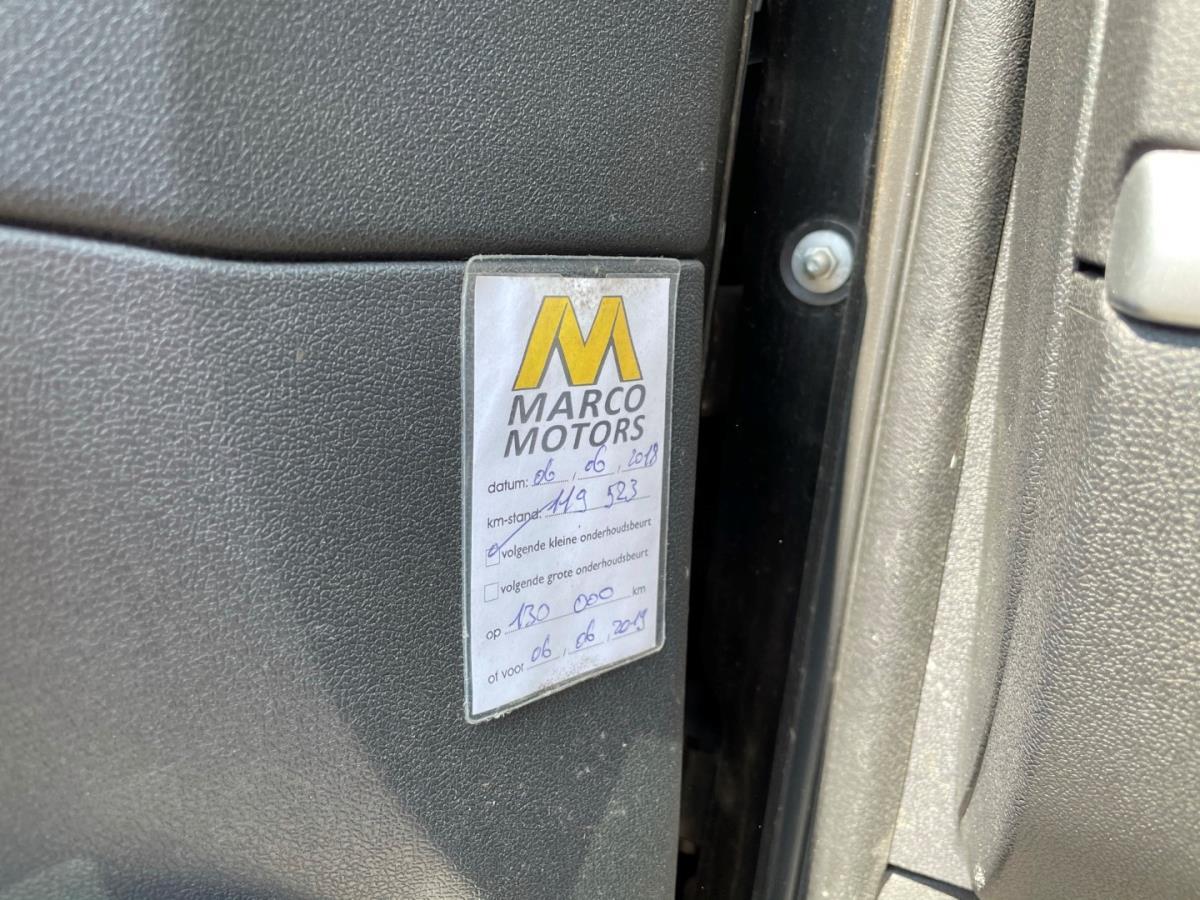 M
MARCO
MOTORS
datum: 06 , 06 , 2018
km-stand: 119 523
volgende kleine onderhoudsbeurt
volgende grote onderhoudsbeurt
op 130 000 km
of voor 06 , 06 , 2019